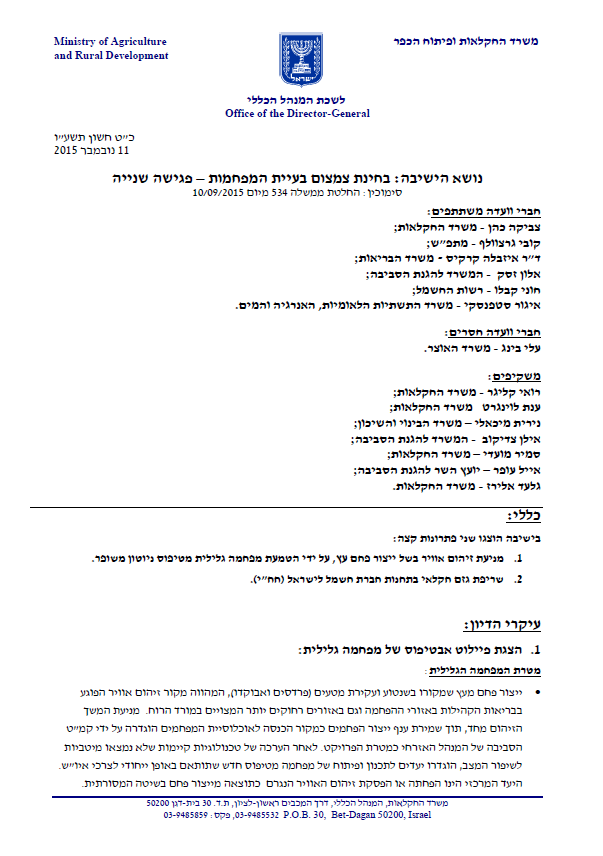 Ministry of Agriculture
and Rural Development
משרד החקלאות ופיתוח הכפר
ישראל
לשכת המנהל הכללי
Office of the Director-General
כ״ט חשון תשע״ו
11 נובמבר 2015
נושא הישיבה: בחינת צמצום בעיית המפחמות – פגישה שנייה
סימוכין: החלטת ממשלה 534 מיום 10/09/2015
חברי וועדה משתתפים:
צביקה כהן - משרד החקלאות;
קובי גרצוולף - מתפ״ש;
ד״ר איזבלה קרקיס - משרד הבריאות;
אלון זסק - המשרד להגנת הסביבה;
חוני קבלו - רשות החשמל;
איגור סטפנסקי - משרד התשתיות הלאומיות, האנרגיה והמים.
חברי וועדה חסרים:
עלי בינג - משרד האוצר.
משקיפים:
רואי קליגר - משרד החקלאות;
ענת לוינגרט משרד החקלאות;
נירית מיכאלי – משרד הבינוי והשיכון;
אילן צדיקוב - המשרד להגנת הסביבה;
סמיר מועדי – משרד החקלאות;
אייל עופר – יועץ השר להגנת הסביבה;
גלעד אלירז - משרד החקלאות.
כללי:
בישיבה הוצגו שני פתרונות קצה:
1. מניעת זיהום אוויר בשל ייצור פחם עץ, על ידי הטמעת מפחמה גלילית מטיפוס ניוטון משופר.
2. שריפת גזם חקלאי בתחנות חברת חשמל לישראל (חח״י).
עיקרי הדיון:
1. הצגת פיילוט אבטיפוס של מפחמה גלילית:
מטרת המפחמה הגלילית:
• ייצור פחם מעץ שמקורו בשנטוע ועקירת מטעים (פרדסים ואבוקדו), המהווה מקור זיהום אוויר הפוגע
בבריאות הקהילות באזורי ההפחמה וגם באזורים רחוקים יותר המצויים במורד הרוח. מניעת המשך
הזיהום מחד, תוך שמירת ענף ייצור הפחמים כמקור הכנסה לאוכלוסיית המפחמים הוגדרה על ידי קמ״ט
הסביבה של המנהל האזרחי כמטרת הפרויקט. לאחר הערכה של טכנולוגיות קיימות שלא נמצאו מיטביות
לשיפור המצב, הוגדרו יעדים לתכנון ופיתוח של מפחמה מטיפוס חדש שתותאם באופן ייחודי לצרכי איו״ש.
היעד המרכזי הינו הפחתה או הפסקת זיהום האוויר הנגרם כתוצאה מייצור פחם בשיטה המסורתית.
משרד החקלאות, המנהל הכללי, דרך המכבים ראשון-לציון, ת.ד. 30 בית-דגן 50200
P.O.B. 30, Bet-Dagan 50200, Israel 03-9485532, פקס : 03-9485859